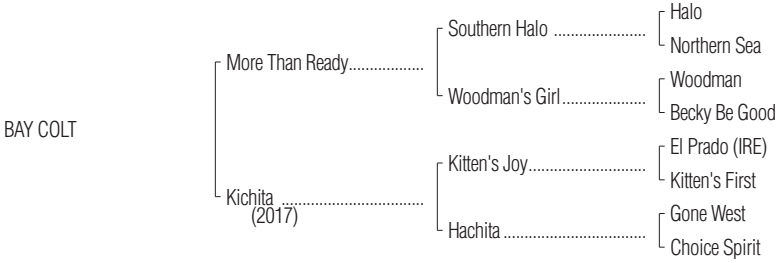 Halo
Southern Halo ......................
Northern Sea
More Than Ready..................
Woodman
Woodman's Girl....................
Becky Be Good
BAY COLT
El Prado (IRE)
Kitten's Joy............................
Kitten's First
Kichita ..................................
(2017)
Gone West
Hachita ..................................
Choice Spirit